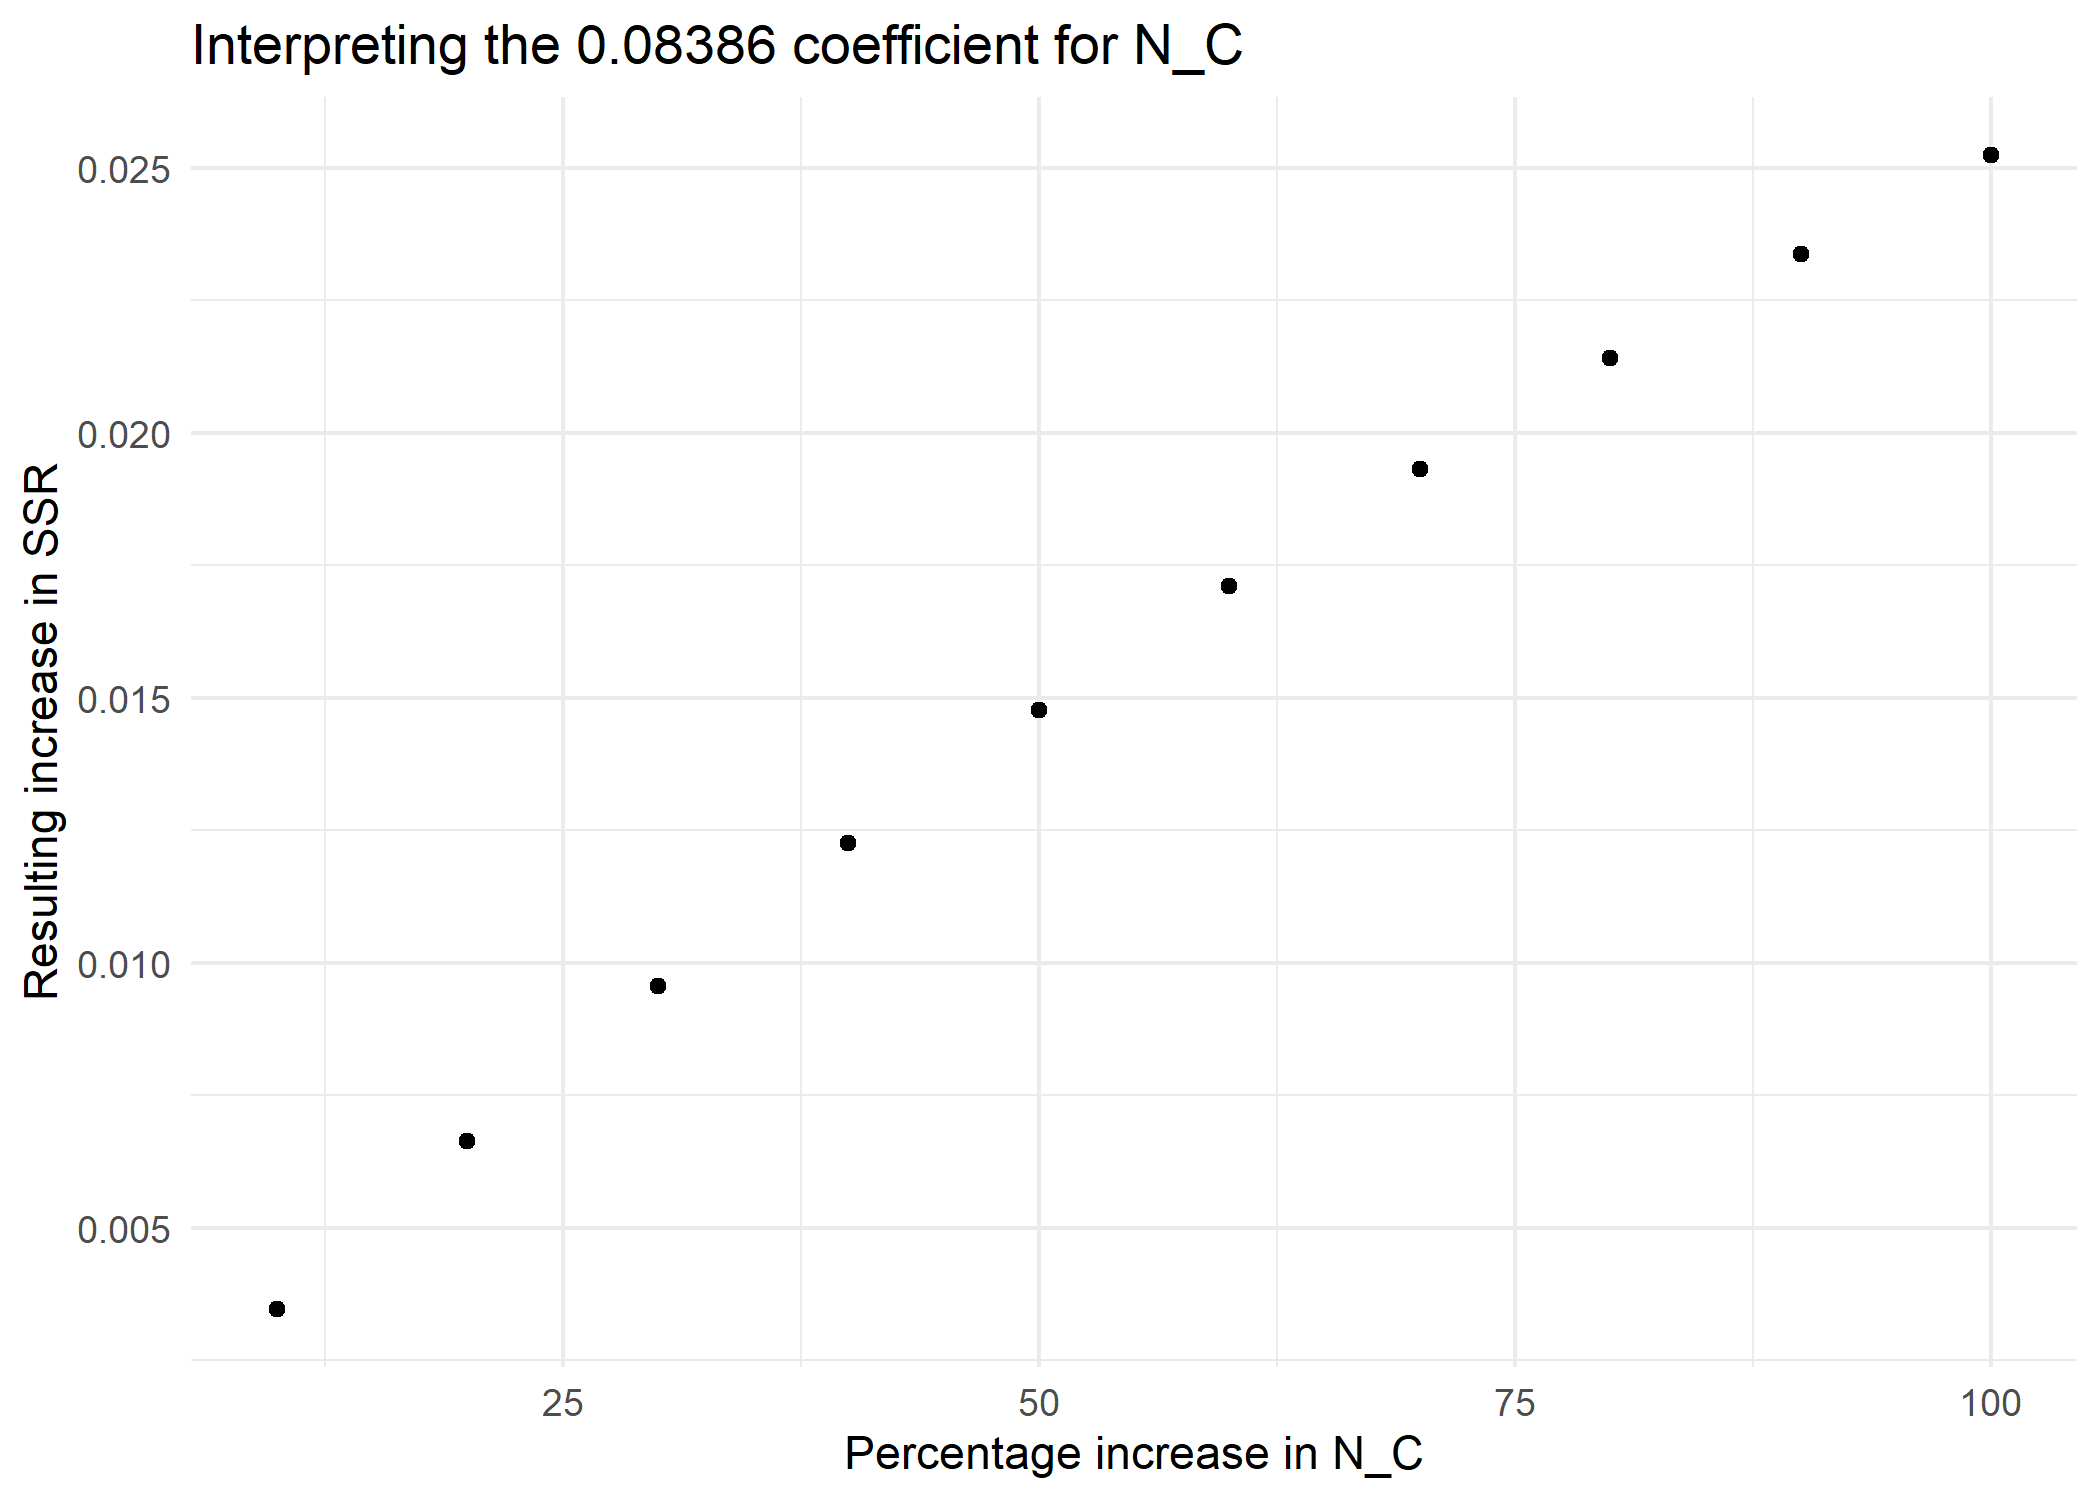 Interpreting the 0.08386 coefficient for N_C
Resulting increase in SSR
0.025
0.020
0.015
0.010
0.005
25 50 75 100
Percentage increase in N_C